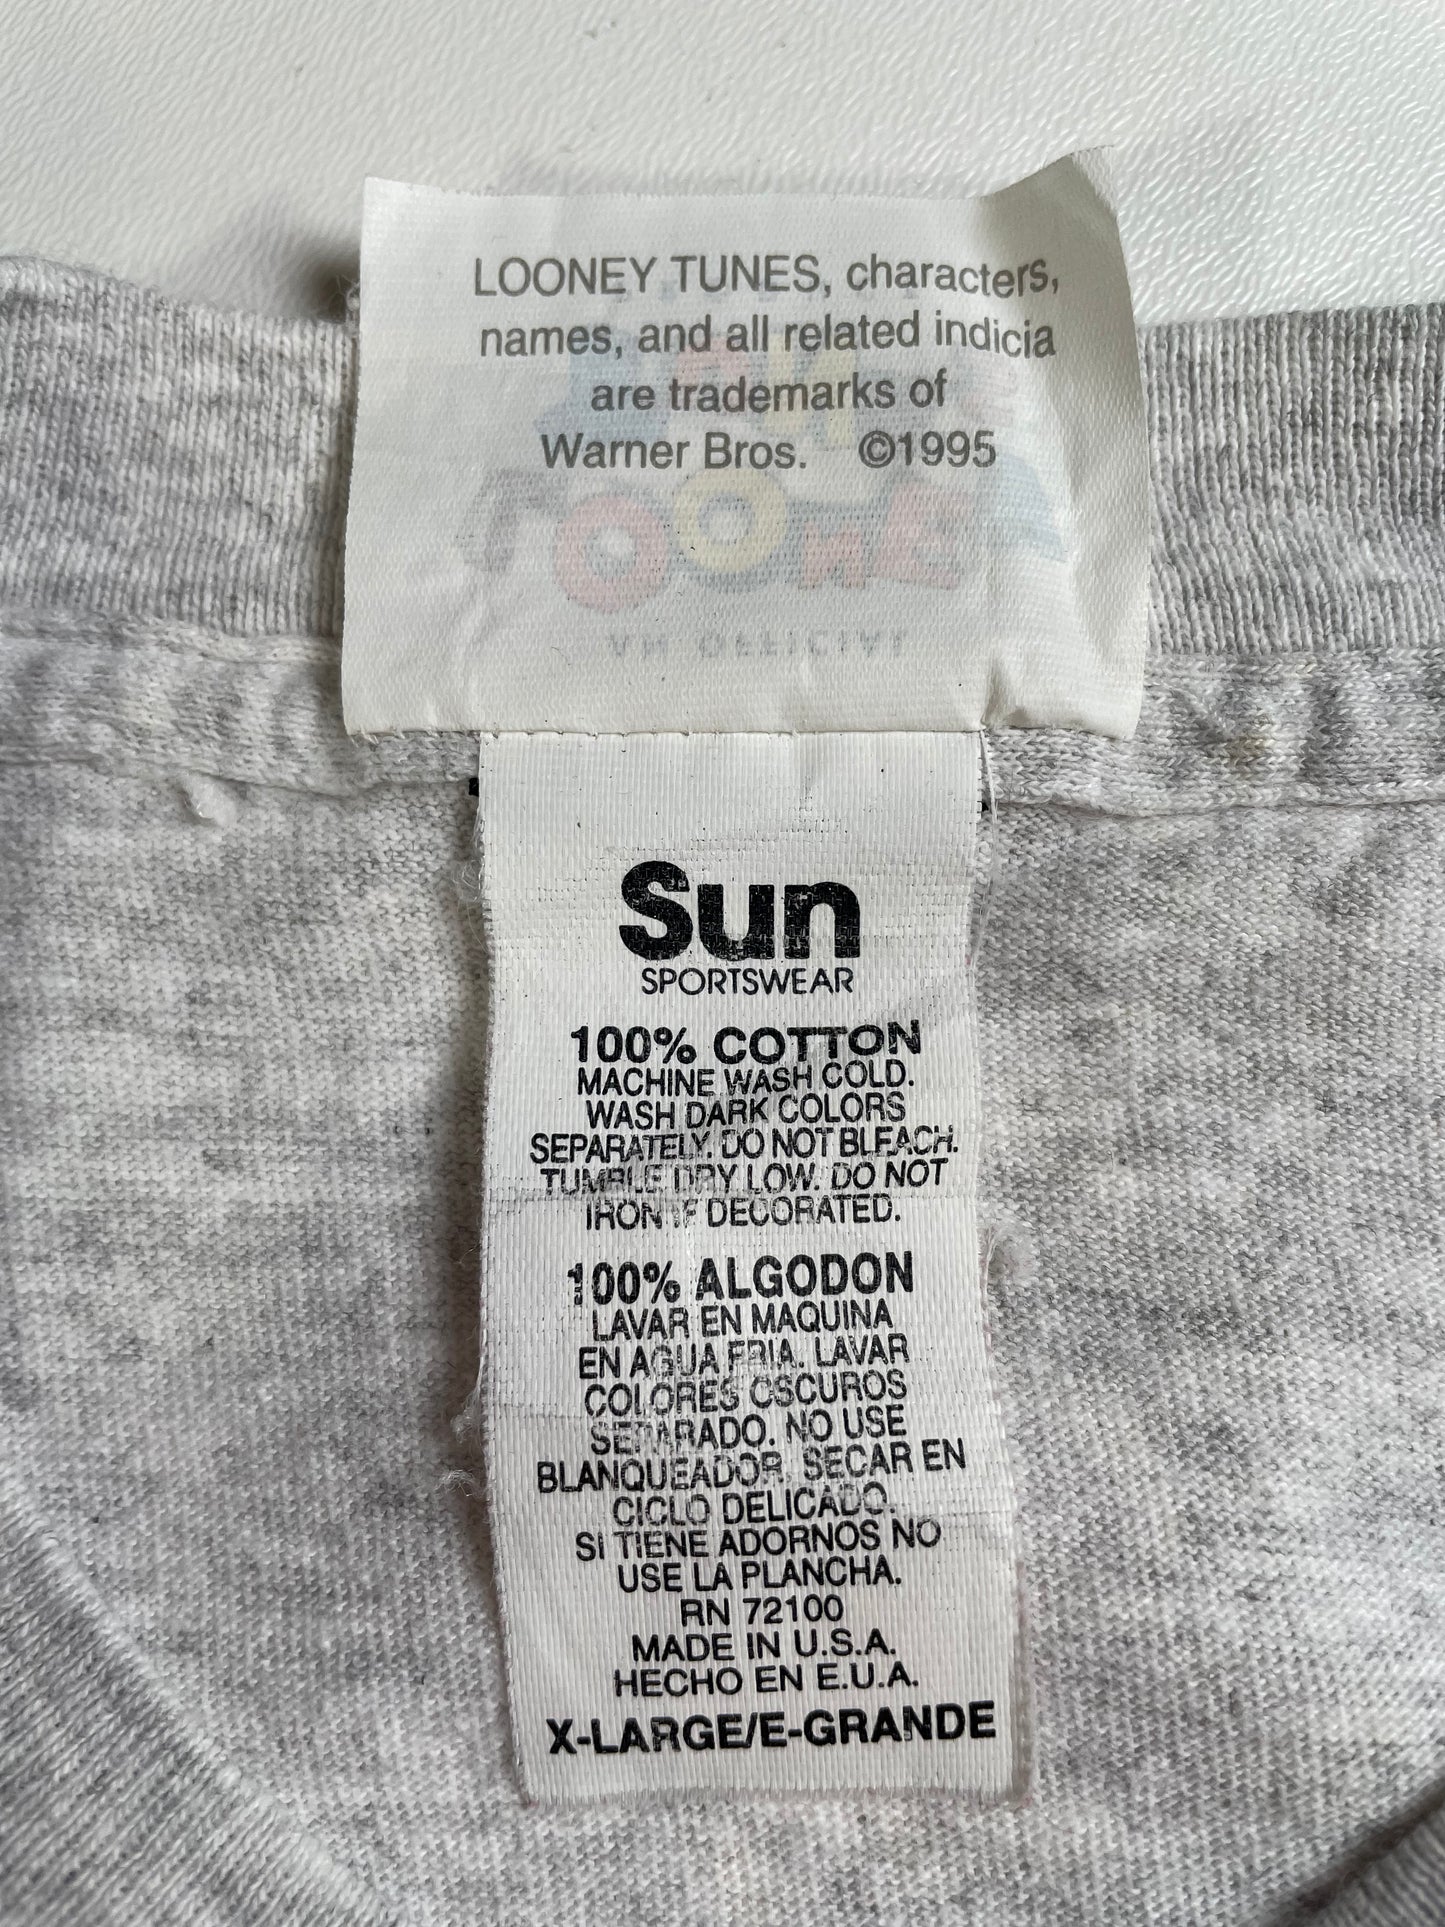 LOONEY TUNES, characters,
names, and all related indicia
are trademarks of
Warner Bros. ©1995
AN OFFICIAL
Sun
SPORTSWEAR
100% COTTON
MACHINE WASH COLD.
WASH DARK COLORS
SEPARATELY. DO NOT BLEACH.
TUMBLE DRY LOW. DO NOT
IRON IF DECORATED.
100% ALGODON
LAVAR EN MAQUINA
EN AGUA FRIA. LAVAR
COLORES OSCUROS
SEPARADO. NO USE
BLANQUEADOR. SECAR EN
CICLO DELICADO.
SI TIENE ADORNOS NO
USE LA PLANCHA.
RN 72100
MADE IN U.S.A.
HECHO EN E.U.A.
X-LARGE/E-GRANDE